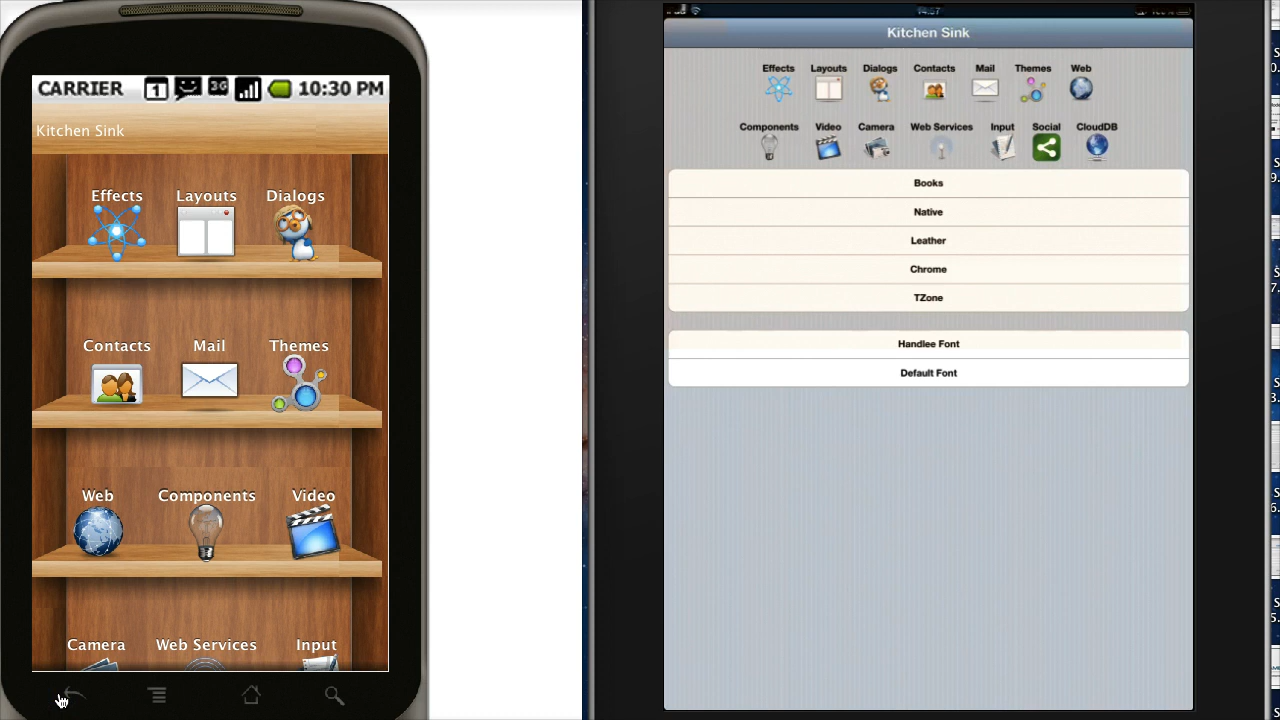 CARRIER 1 3G 10:30 PM
Kitchen Sink
Effects Layouts Dialogs
Contacts Mail Themes
Web Components Video
Camera Web Services Input
14:57
Kitchen Sink
Effects Layouts Dialogs Contacts Mail Themes Web
Components Video Camera Web Services Input Social CloudDB
Books
Native
Leather
Chrome
TZone
Handlee Font
Default Font